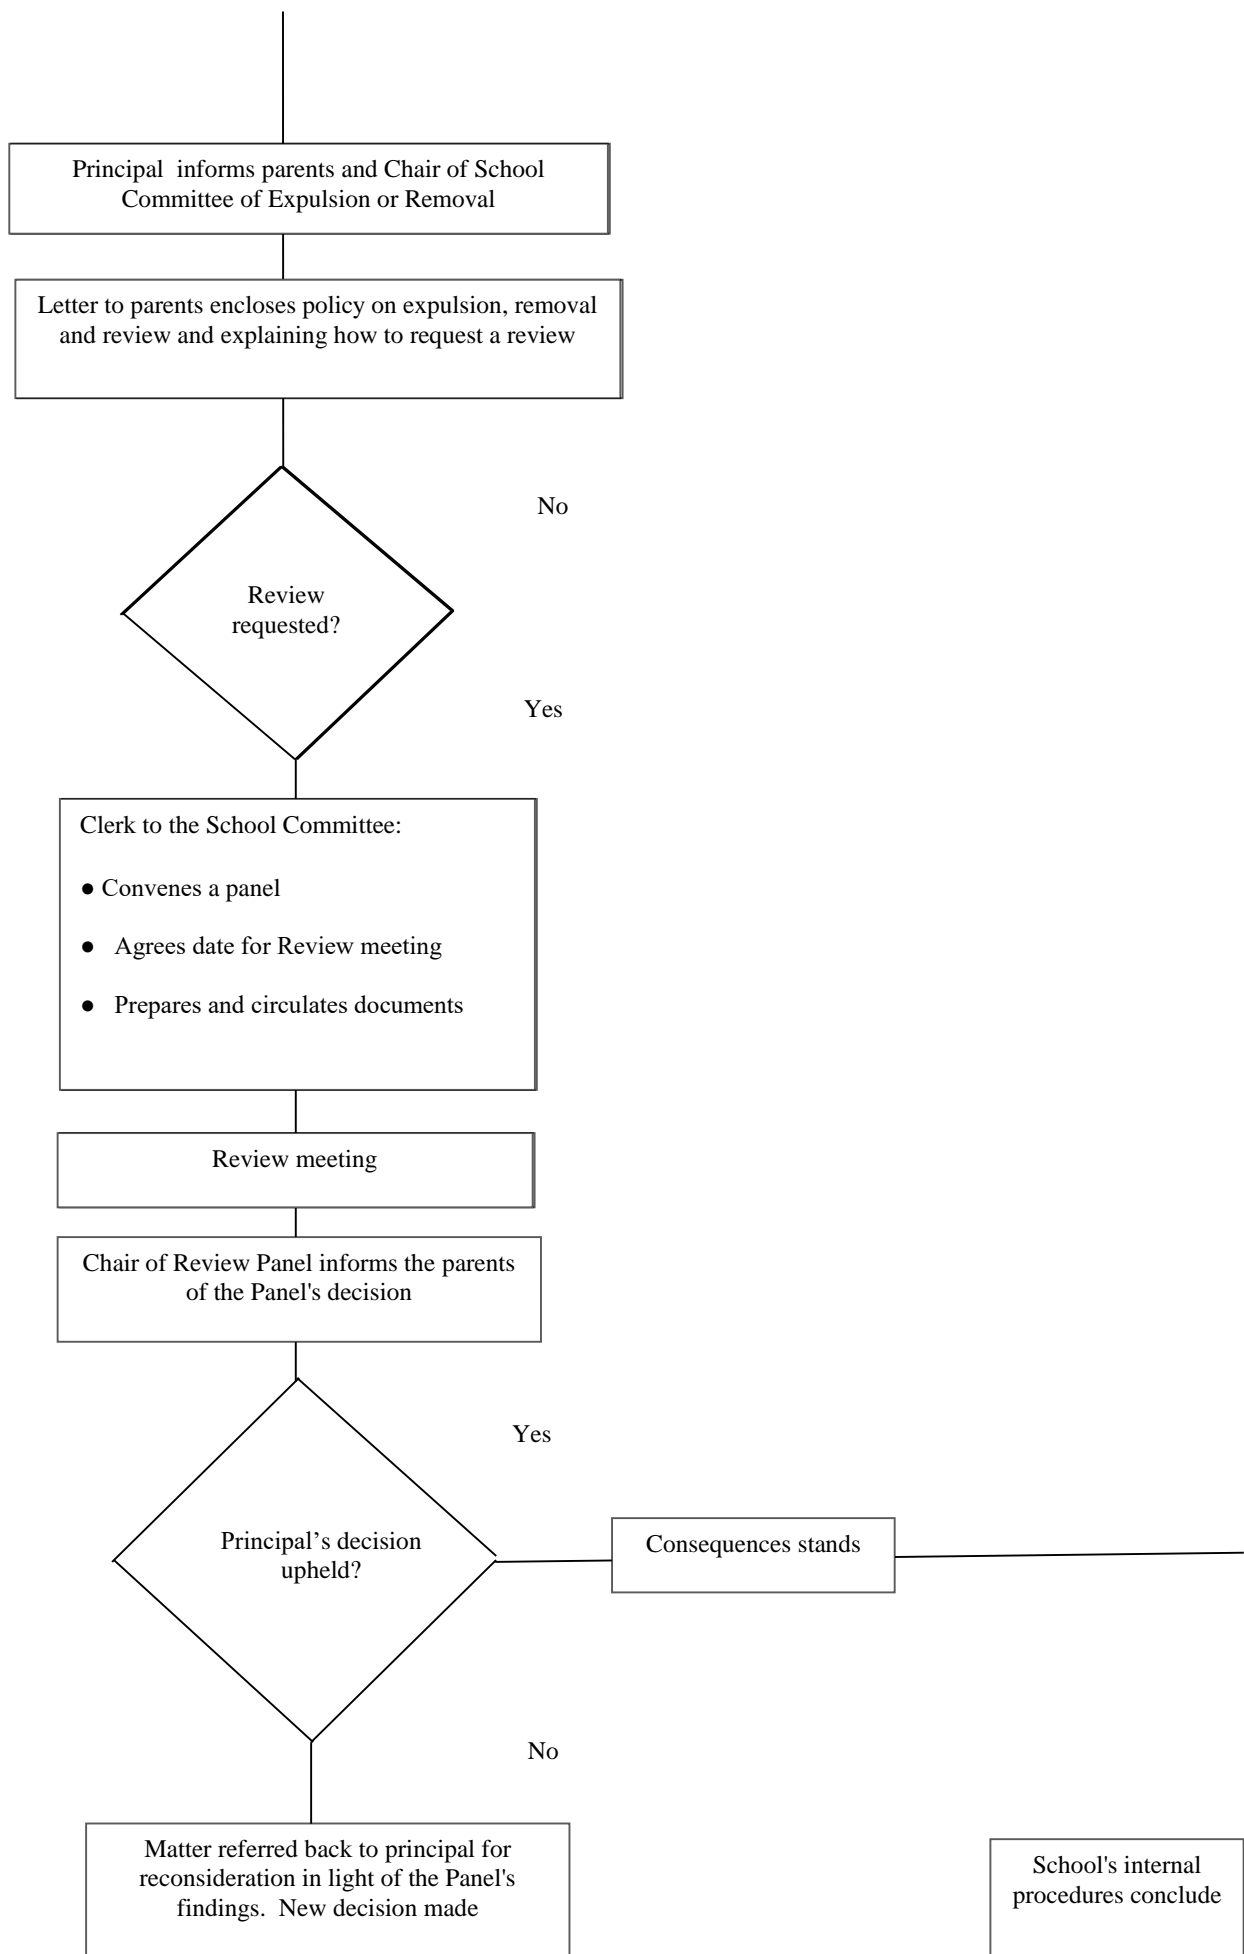 Principal  informs parents and Chair of School
Committee of Expulsion or Removal
Letter to parents encloses policy on expulsion, removal
and review and explaining how to request a review
No
Review
requested?
Yes
Clerk to the School Committee:
● Convenes a panel
● Agrees date for Review meeting
● Prepares and circulates documents
Review meeting
Chair of Review Panel informs the parents
of the Panel's decision
Yes
Principal’s decision
upheld?
Consequences stands
No
Matter referred back to principal for
reconsideration in light of the Panel's
findings.  New decision made
School's internal
procedures conclude